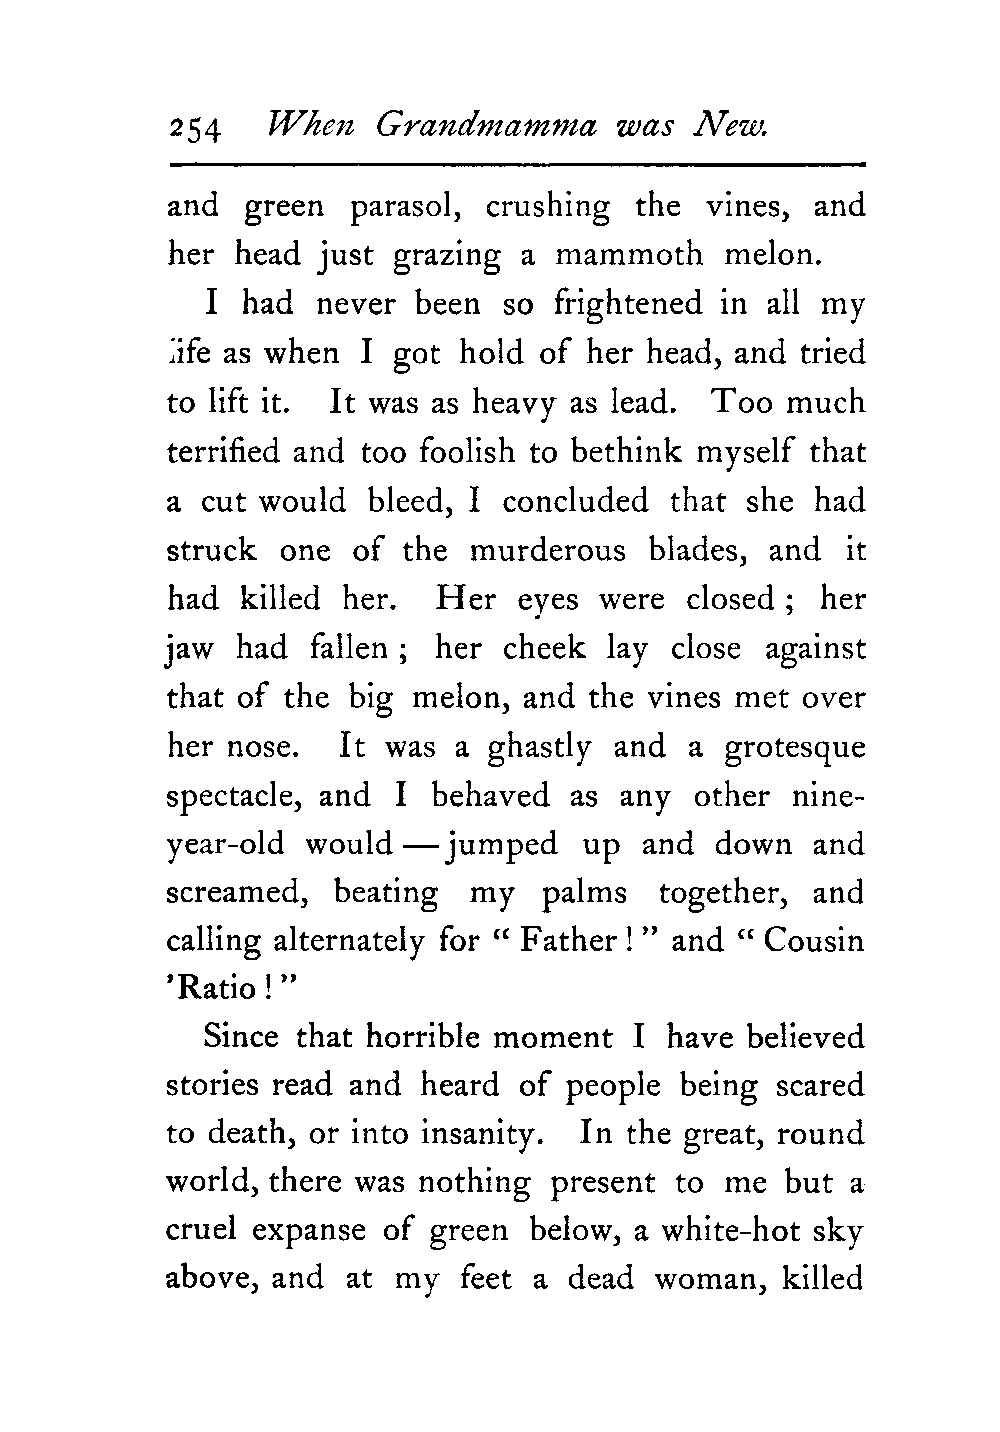 254 When Grandmamma was New.
and green parasol, crushing the vines, and
her head just grazing a mammoth melon.
I had never been so frightened in all my
life as when I got hold of her head, and tried
to lift it. It was as heavy as lead. Too much
terrified and too foolish to bethink myself that
a cut would bleed, I concluded that she had
struck one of the murderous blades, and it
had killed her. Her eyes were closed ; her
jaw had fallen ; her cheek lay close against
that of the big melon, and the vines met over
her nose. It was a ghastly and a grotesque
spectacle, and I behaved as any other nine-
year-old would — jumped up and down and
screamed, beating my palms together, and
calling alternately for “ Father ! ” and “ Cousin
’Ratio ! ”
Since that horrible moment I have believed
stories read and heard of people being scared
to death, or into insanity. In the great, round
world, there was nothing present to me but a
cruel expanse of green below, a white-hot sky
above, and at my feet a dead woman, killed